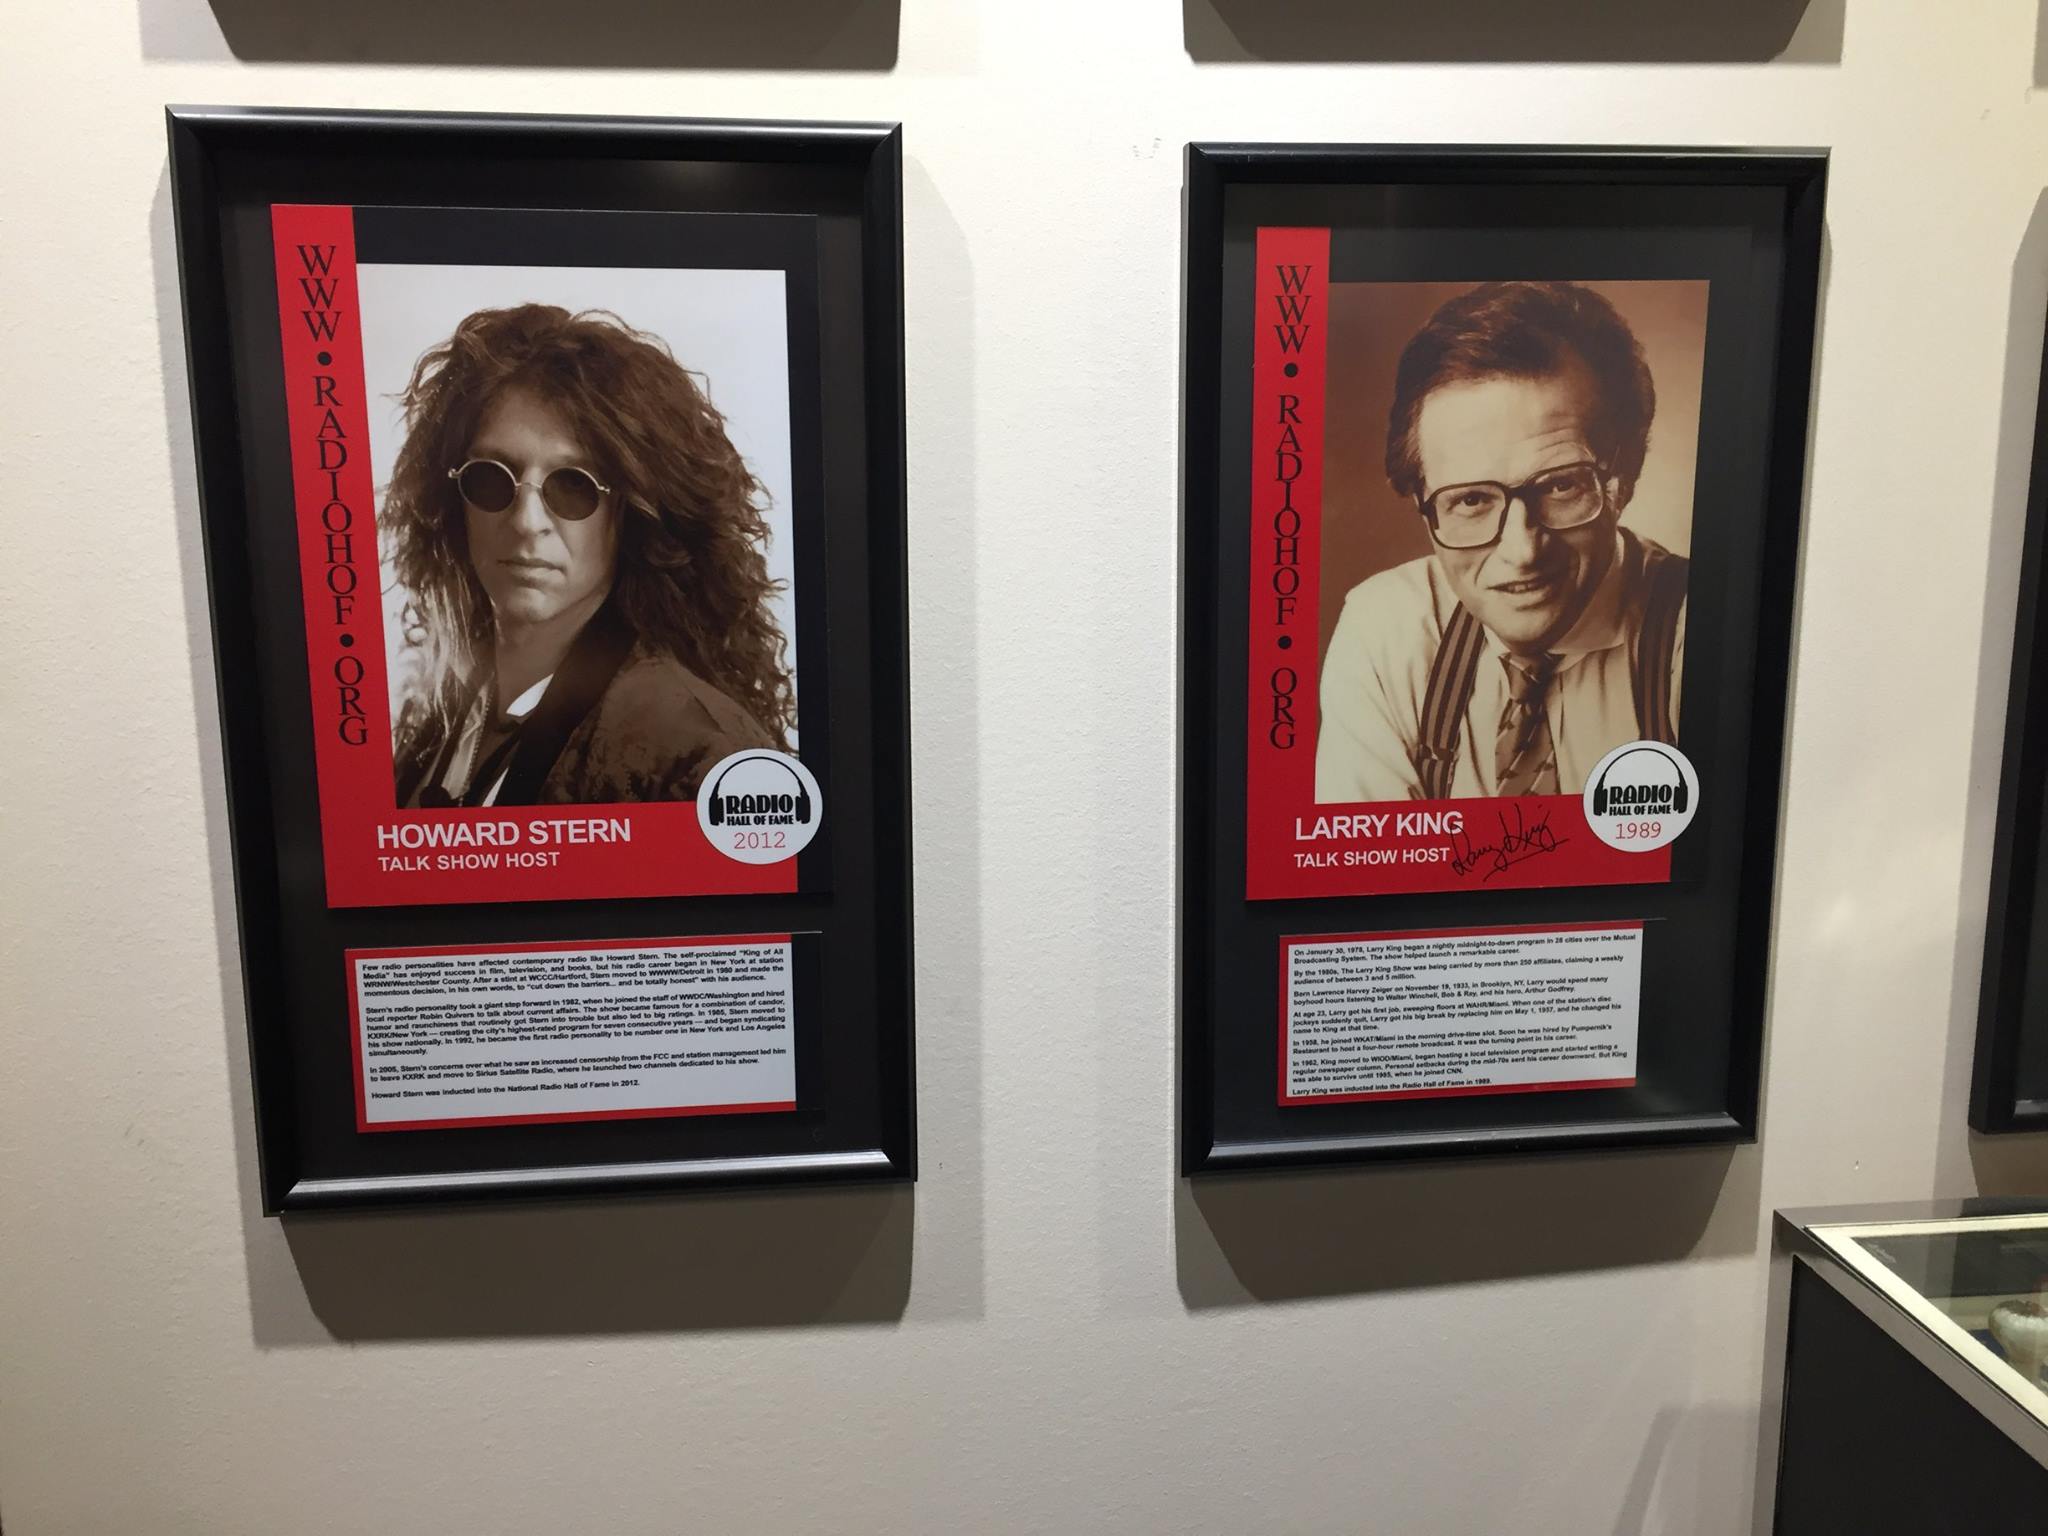 WWW • RADIOHOF • ORG
RADIO
HALL OF FAME
2012
HOWARD STERN
TALK SHOW HOST
Few radio personalities have affected contemporary radio like Howard Stern. The self-proclaimed "King of All
Media" has enjoyed success in film, television, and books, but his radio career began in New York at station
WRNW/Westchester County. After a stint at WCCC/Hartford, Stern moved to WWWW/Detroit in 1980 and made the
momentous decision, in his own words, to "cut down the barriers... and be totally honest" with his audience.
Stern's radio personality took a giant step forward in 1982, when he joined the staff of WWDC/Washington and hired
local reporter Robin Quivers to talk about current affairs. The show became famous for a combination of candor,
humor and raunchiness that routinely got Stern into trouble but also led to big ratings. In 1985, Stern moved to
KXRK/New York — creating the city's highest-rated program for seven consecutive years — and began syndicating
his show nationally. In 1992, he became the first radio personality to be number one in New York and Los Angeles
simultaneously.
In 2005, Stern's concerns over what he saw as increased censorship from the FCC and station management led him
to leave KXRK and move to Sirius Satellite Radio, where he launched two channels dedicated to his show.
Howard Stern was inducted into the National Radio Hall of Fame in 2012.
WWW • RADIOHOF • ORG
RADIO
HALL OF FAME
1989
LARRY KING
TALK SHOW HOST
Larry King
On January 30, 1978, Larry King began a nightly midnight-to-dawn program in 28 cities over the Mutual
Broadcasting System. The show helped launch a remarkable career.
By the 1980s, The Larry King Show was being carried by more than 250 affiliates, claiming a weekly
audience of between 3 and 5 million.
Born Lawrence Harvey Zeiger on November 19, 1933, in Brooklyn, NY, Larry would spend many
boyhood hours listening to Walter Winchell, Bob & Ray, and his hero, Arthur Godfrey.
At age 23, Larry got his first job, sweeping floors at WAHR/Miami. When one of the station's disc
jockeys suddenly quit, Larry got his big break by replacing him on May 1, 1957, and he changed his
name to King at that time.
In 1958, he joined WKAT/Miami in the morning drive-time slot. Soon he was hired by Pumpernik's
Restaurant to host a four-hour remote broadcast. It was the turning point in his career.
In 1962, King moved to WIOD/Miami, began hosting a local television program and started writing a
regular newspaper column. Personal setbacks during the mid-70s sent his career downward. But King
was able to survive until 1985, when he joined CNN.
Larry King was inducted into the Radio Hall of Fame in 1989.